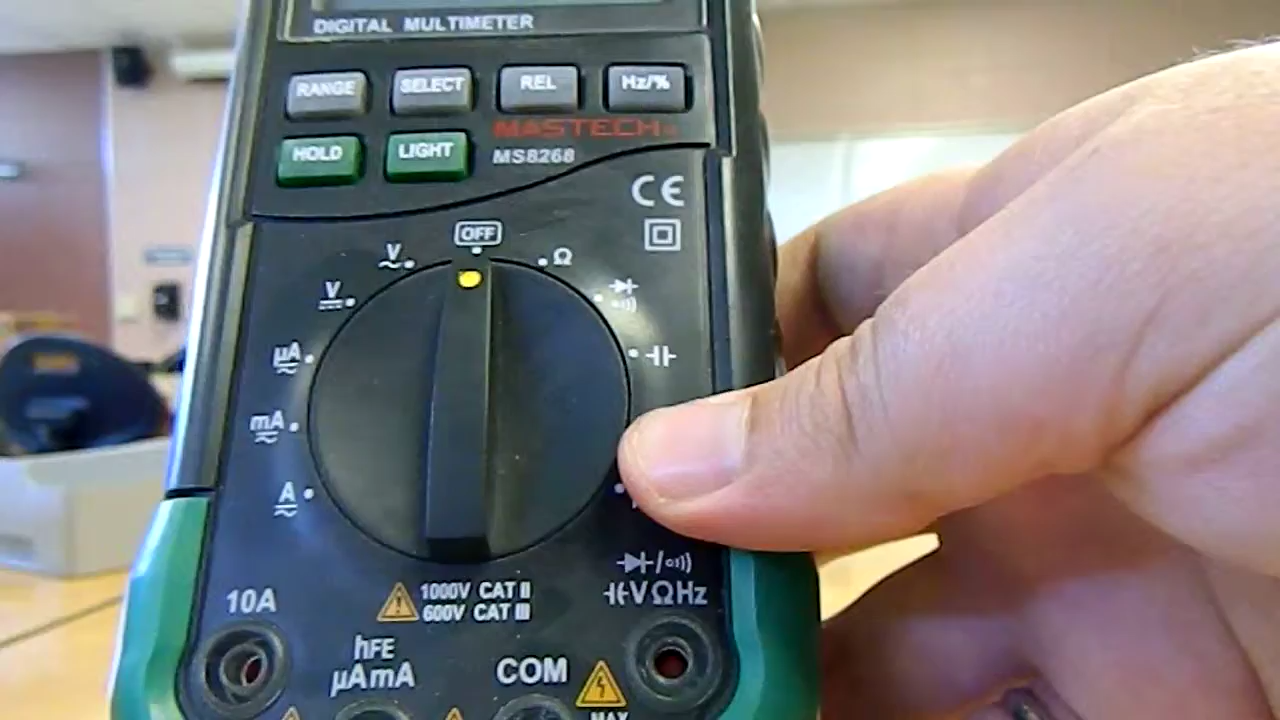 DIGITAL MULTIMETER
RANGE SELECT REL Hz/%
HOLD LIGHT MASTECH®
MS8268
CE
OFF
V Ω
V
μA
mA
A
10A 1000V CAT II
600V CAT III
VΩHz
hFE
μAmA COM
MAX